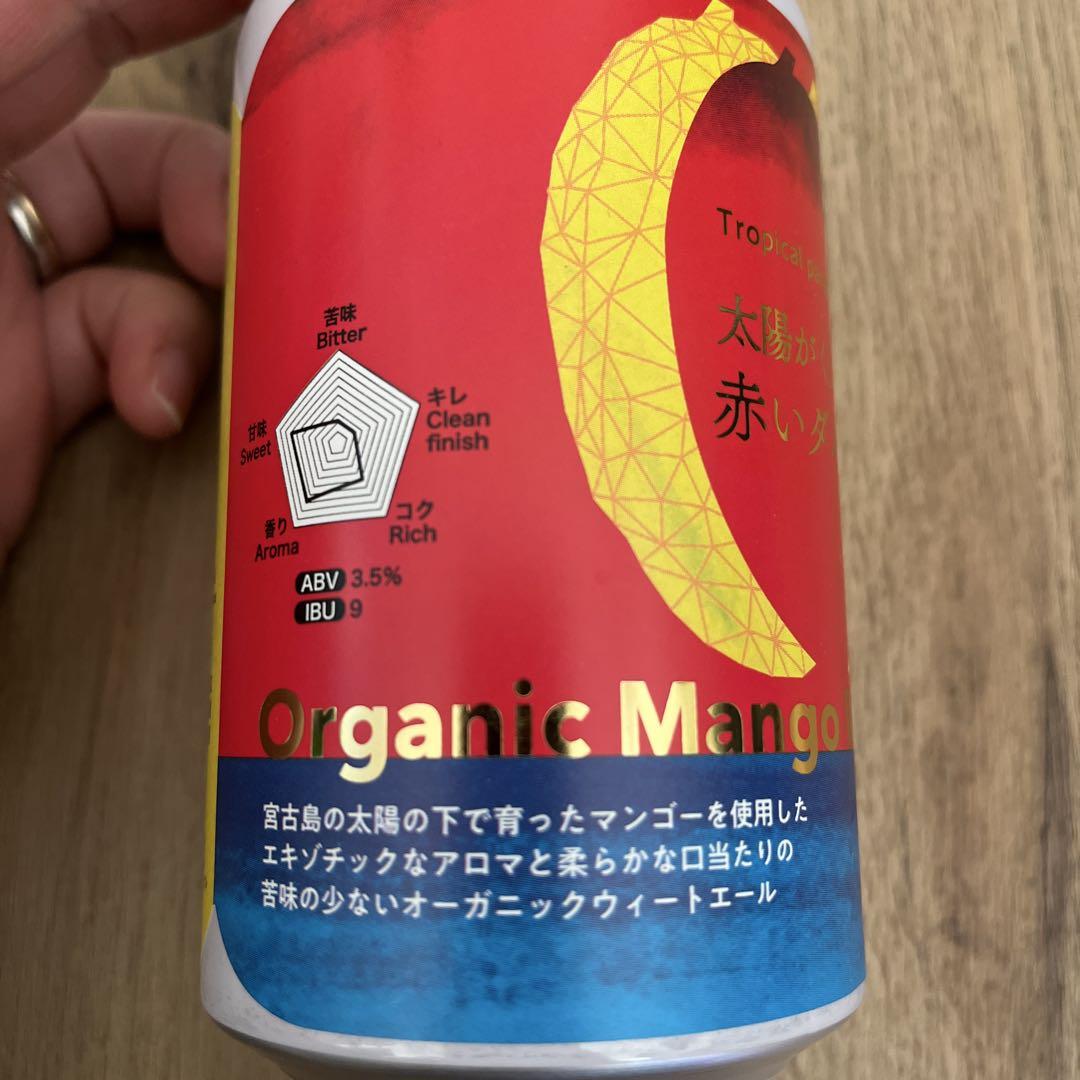 Tropical
太陽が
赤いダ
苦味
Bitter
キレ
Clean
finish
甘味
Sweet
香り
Aroma
コク
Rich
ABV 3.5%
IBU 9
Organic Mango
宮古島の太陽の下で育ったマンゴーを使用した
エキゾチックなアロマと柔らかな口当たりの
苦味の少ないオーガニックウィートエール